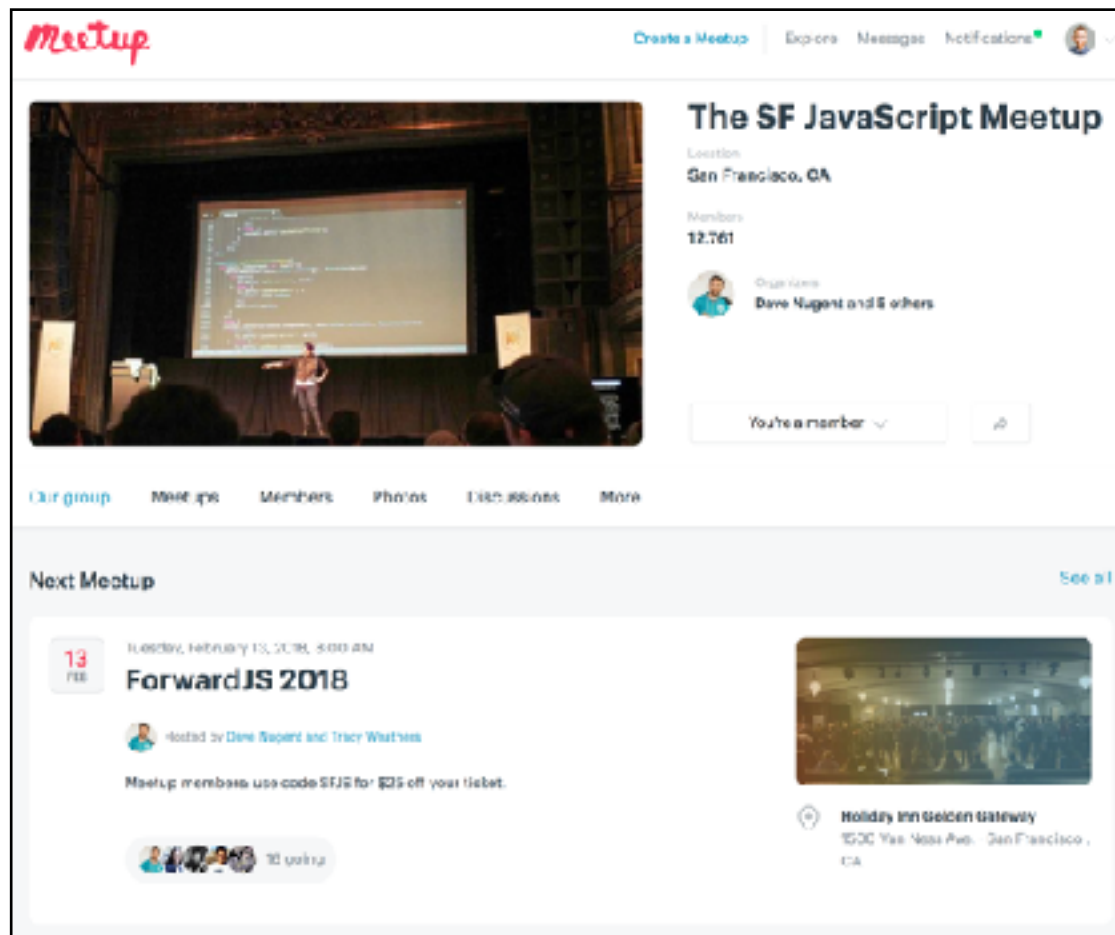 Meetup
Create a Meetup Explore Messages Notifications
The SF JavaScript Meetup
Location
San Francisco, CA
Members
12,761
Organizers
Dave Nugent and 5 others
You're a member
Our group Meetups Members Photos Discussions More
Next Meetup See all
13
FEB
Tuesday, February 13, 2018, 8:00 AM
ForwardJS 2018
Hosted by Dave Nugent and Tracy
Meetup members use code SFJS for $25 off your ticket.
going
Holiday Inn Golden Gateway
1500 Van Ness Ave. San Francisco,
CA